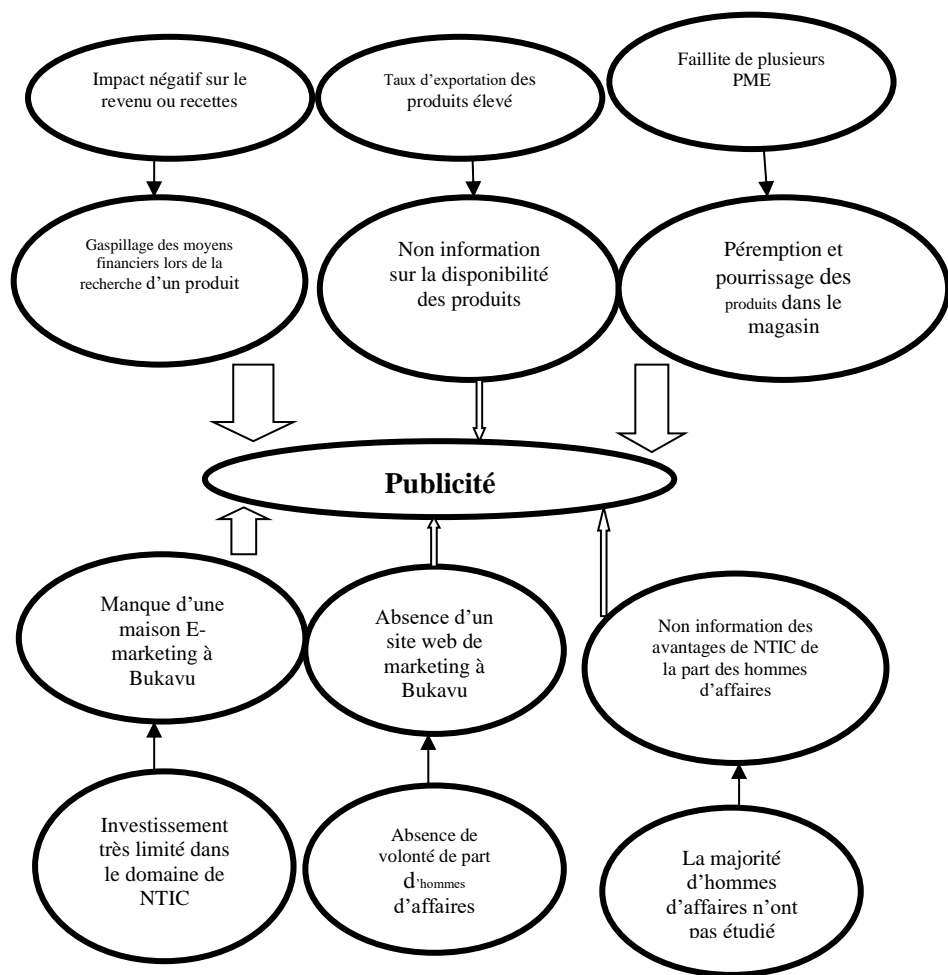 Impact négatif sur le
revenu ou recettes
Taux d'exportation des
produits élevé
Faillite de plusieurs
PME
Gaspillage des moyens
financiers lors de la
recherche d'un produit
Non information
sur la disponibilité
des produits
Péremption et
pourrissage des
produits dans le
magasin
Publicité
Manque d'une
maison E-
marketing à
Bukavu
Absence d'un
site web de
marketing à
Bukavu
Non information des
avantages de NTIC de
la part des hommes
d'affaires
Investissement
très limité dans
le domaine de
NTIC
Absence de
volonté de part
d'hommes
d'affaires
La majorité
d'hommes
d'affaires n'ont
pas étudié